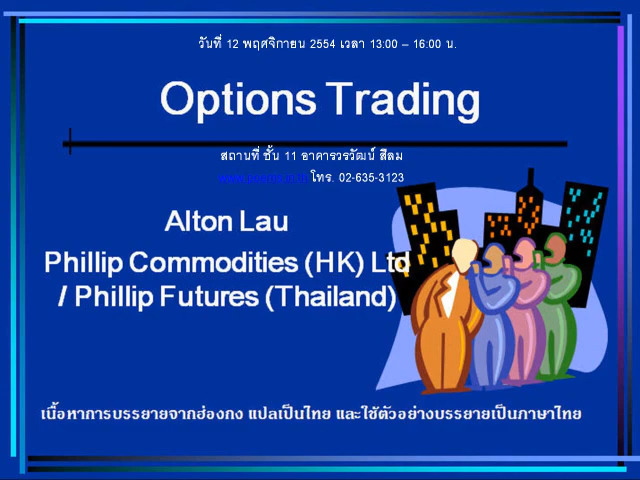 วันที่ 12 พฤศจิกายน 2554 เวลา 13:00 – 16:00 น.
Options Trading
สถานที่ ชั้น 11 อาคารวรวัฒน์ สีลม
โทร. 02-635-3123
Alton Lau
Phillip Commodities (HK) Ltd
/ Phillip Futures (Thailand)
เนื้อหาการบรรยายจากฮ่องกง แปลเป็นไทย และใช้ตัวอย่างบรรยายเป็นภาษาไทย